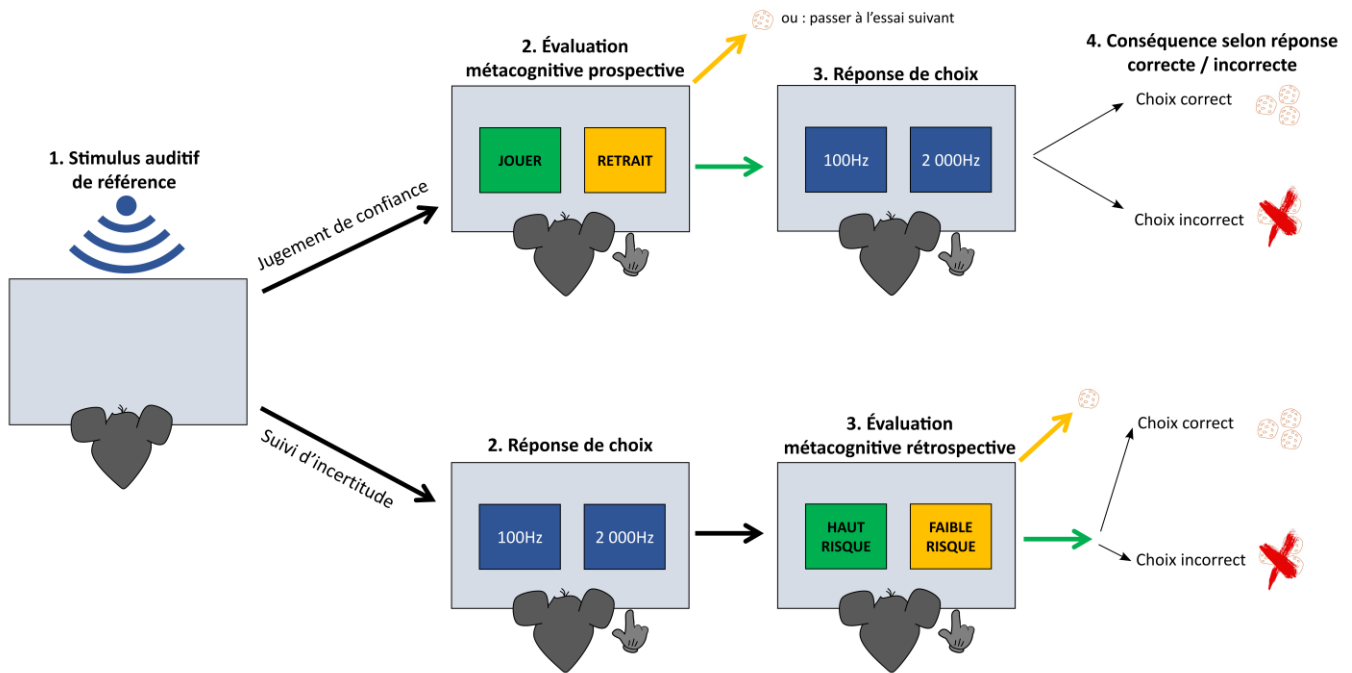 1. Stimulus auditif
de référence
Jugement de confiance
Suivi d'incertitude
2. Évaluation
métacognitive prospective
JOUER
RETRAIT
ou : passer à l'essai suivant
3. Réponse de choix
100Hz
2 000Hz
4. Conséquence selon réponse
correcte / incorrecte
Choix correct
Choix incorrect
2. Réponse de choix
100Hz
2 000Hz
3. Évaluation
métacognitive rétrospective
HAUT
RISQUE
FAIBLE
RISQUE
Choix correct
Choix incorrect